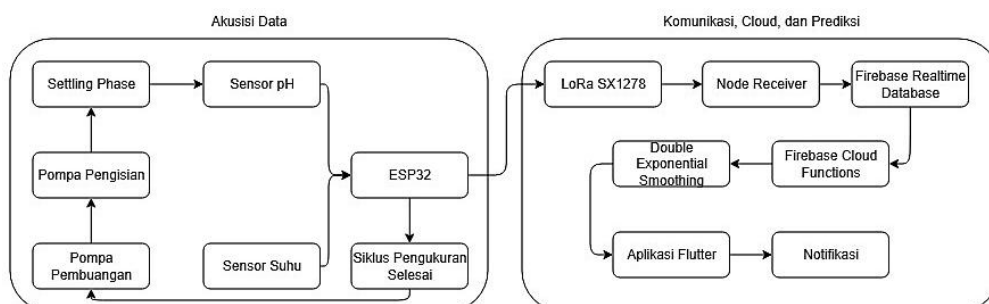 Akusisi Data
Komunikasi, Cloud, dan Prediksi
Settling Phase
Sensor pH
Pompa Pengisian
ESP32
Pompa
Pembuangan
Sensor Suhu
Siklus Pengukuran
Selesai
LoRa SX1278
Node Receiver
Firebase Realtime
Database
Double
Exponential
Smoothing
Firebase Cloud
Functions
Aplikasi Flutter
Notifikasi